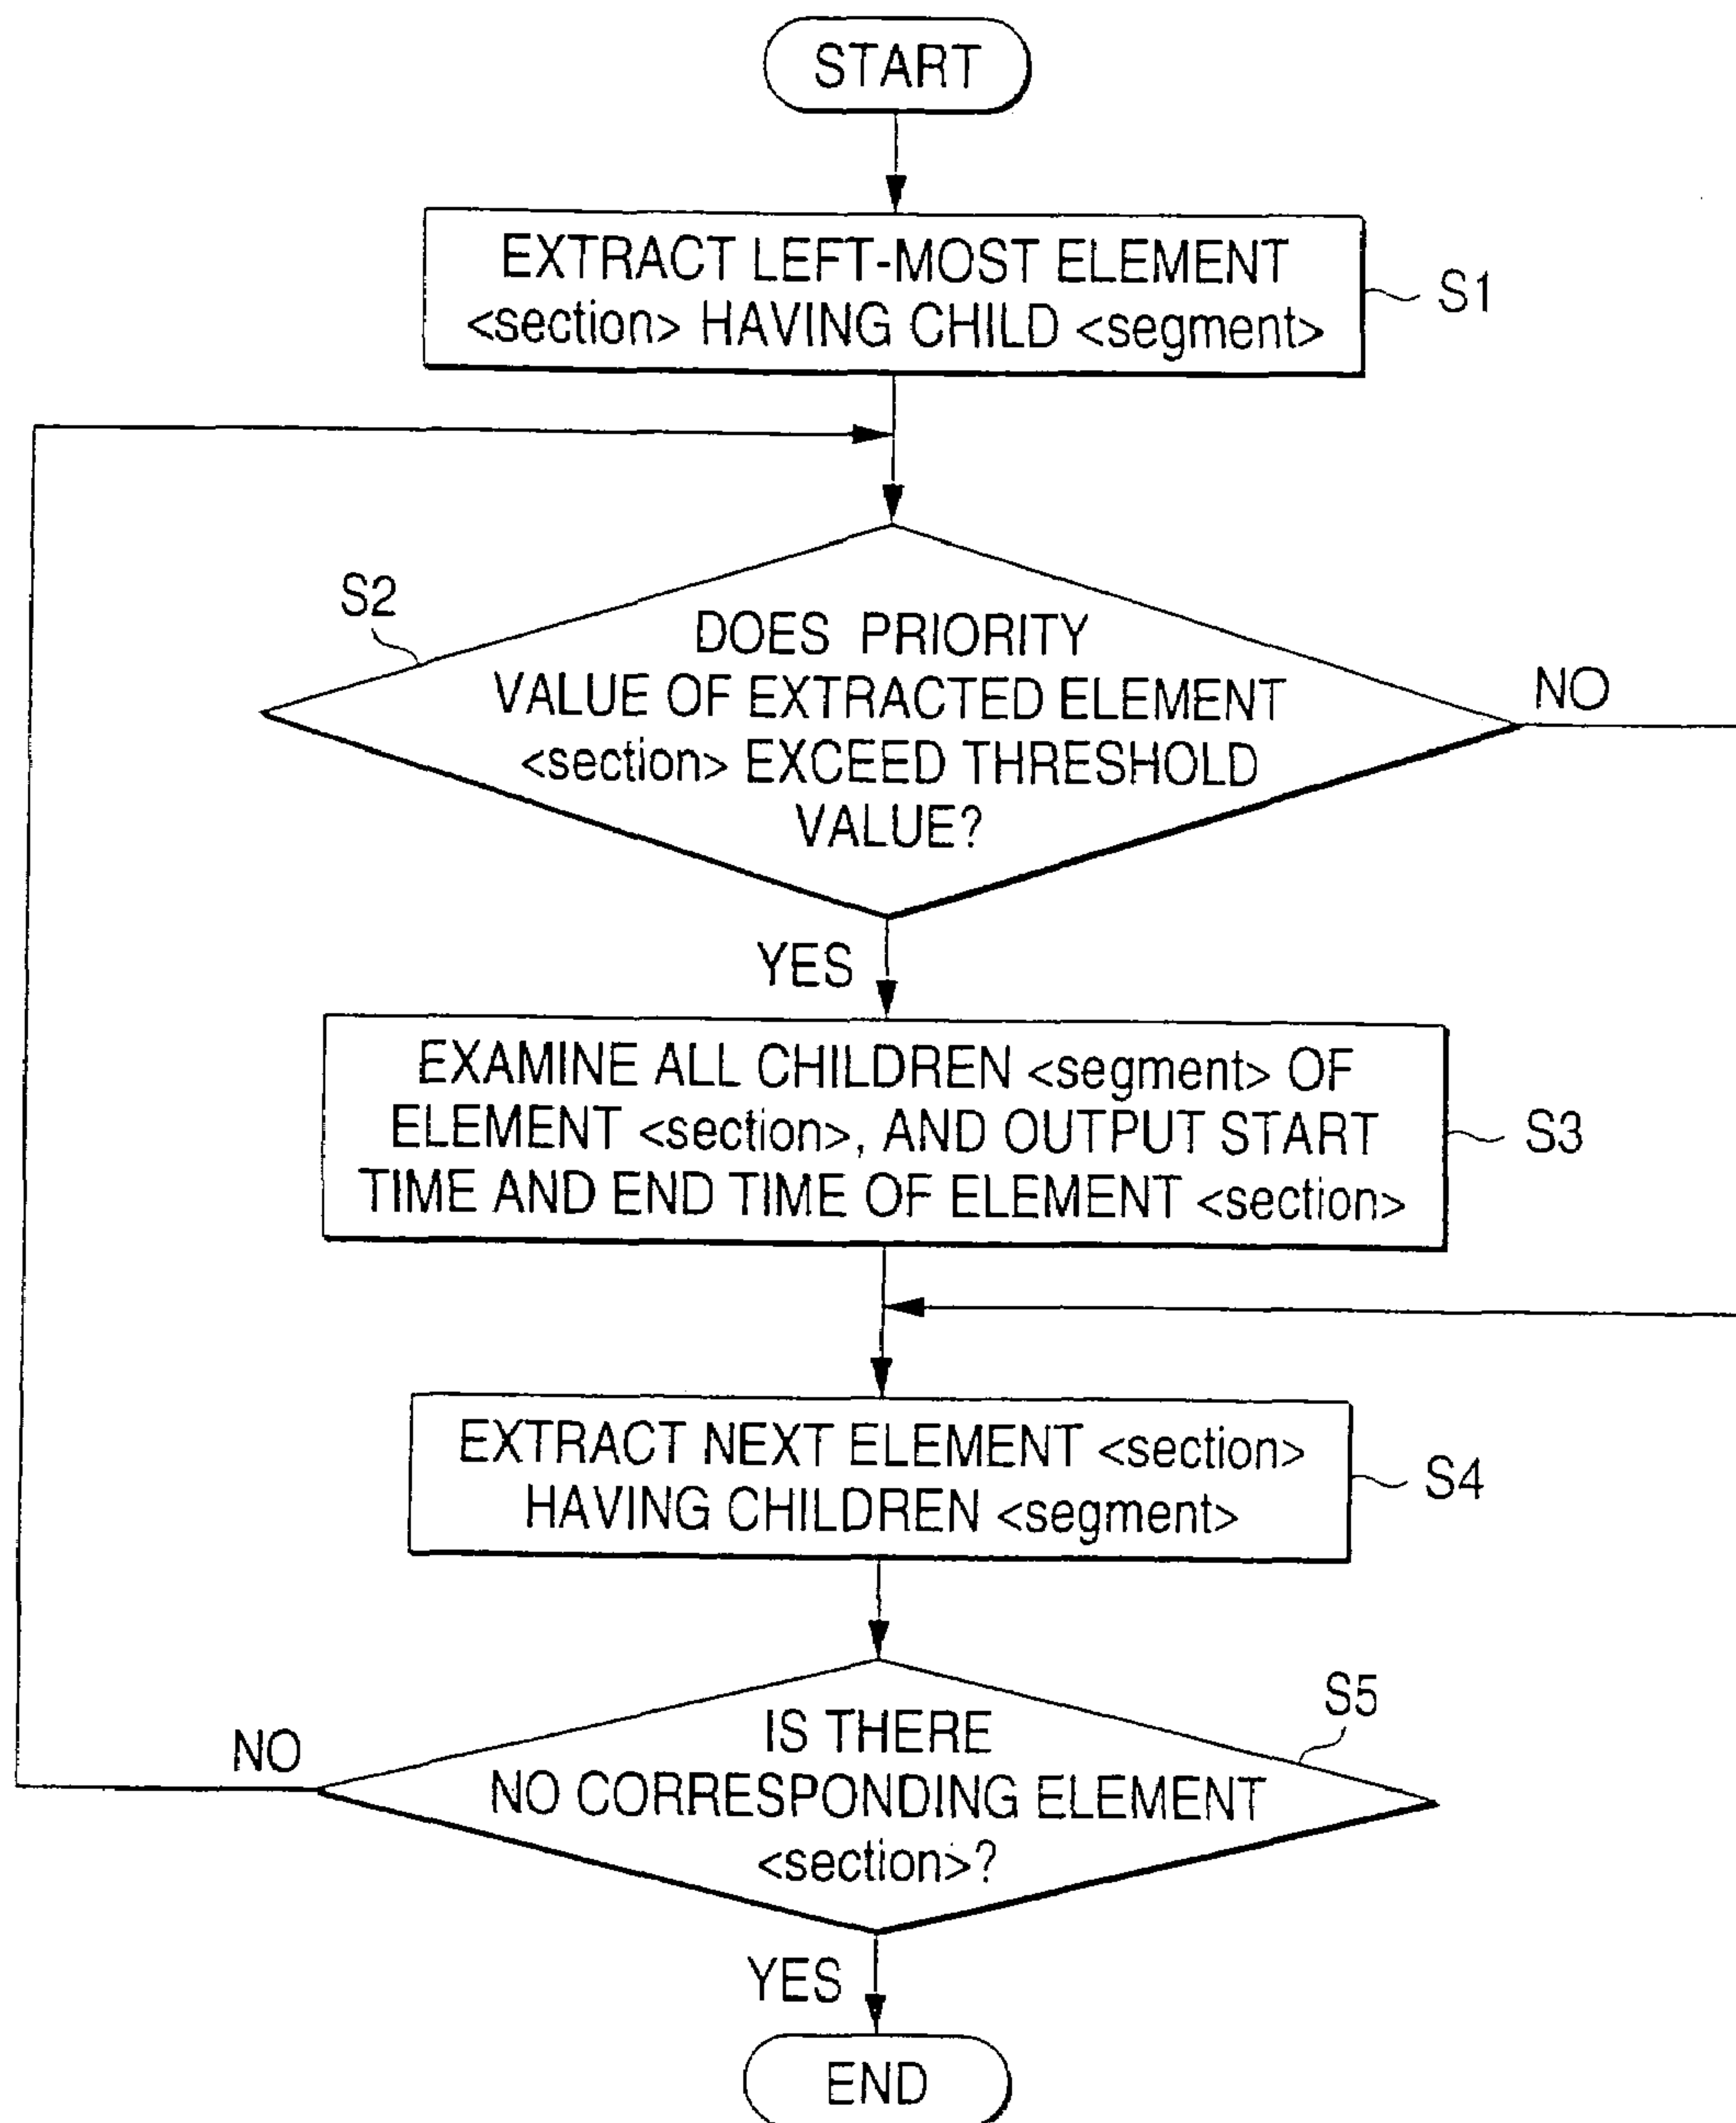 START
EXTRACT LEFT-MOST ELEMENT
<section> HAVING CHILD <segment>
S1
S2
DOES PRIORITY
VALUE OF EXTRACTED ELEMENT
<section> EXCEED THRESHOLD
VALUE?
NO
YES
EXAMINE ALL CHILDREN <segment> OF
ELEMENT <section>, AND OUTPUT START
TIME AND END TIME OF ELEMENT <section>
S3
EXTRACT NEXT ELEMENT <section>
HAVING CHILDREN <segment>
S4
S5
IS THERE
NO CORRESPONDING ELEMENT
<section>?
NO
YES
END